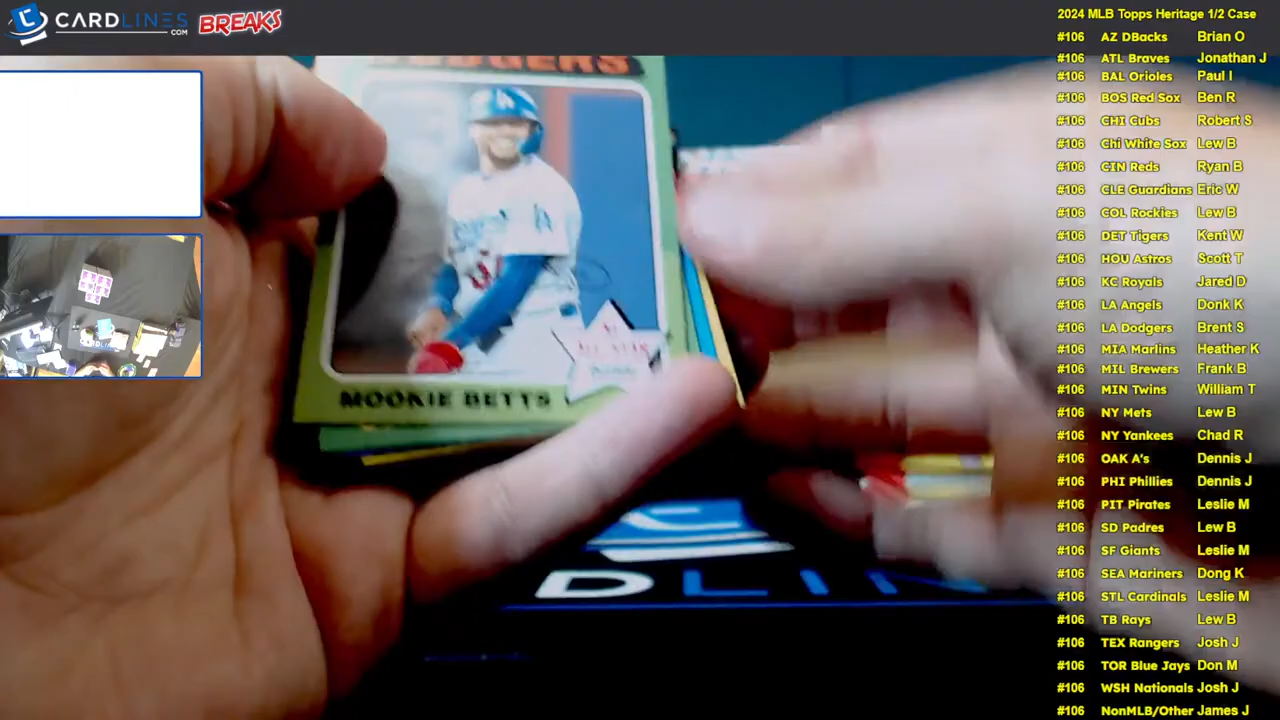 CARDLINES
.COM
BREAKS
2024 MLB Topps Heritage 1/2 Case
#106 AZ DBacks Brian O
#106 ATL Braves Jonathan J
#106 BAL Orioles Paul I
#106 BOS Red Sox Ben R
#106 CHI Cubs Robert S
#106 Chi White Sox Lew B
#106 CIN Reds Ryan B
#106 CLE Guardians Eric W
#106 COL Rockies Lew B
#106 DET Tigers Kent W
#106 HOU Astros Scott T
#106 KC Royals Jared D
#106 LA Angels Donk K
#106 LA Dodgers Brent S
#106 MIA Marlins Heather K
#106 MIL Brewers Frank B
#106 MIN Twins William T
#106 NY Mets Lew B
#106 NY Yankees Chad R
#106 OAK A's Dennis J
#106 PHI Phillies Dennis J
#106 PIT Pirates Leslie M
#106 SD Padres Lew B
#106 SF Giants Leslie M
#106 SEA Mariners Dong K
#106 STL Cardinals Leslie M
#106 TB Rays Lew B
#106 TEX Rangers Josh J
#106 TOR Blue Jays Don M
#106 WSH Nationals Josh J
#106 NonMLB/Other James J
MOOKIE BETTS
DLIN